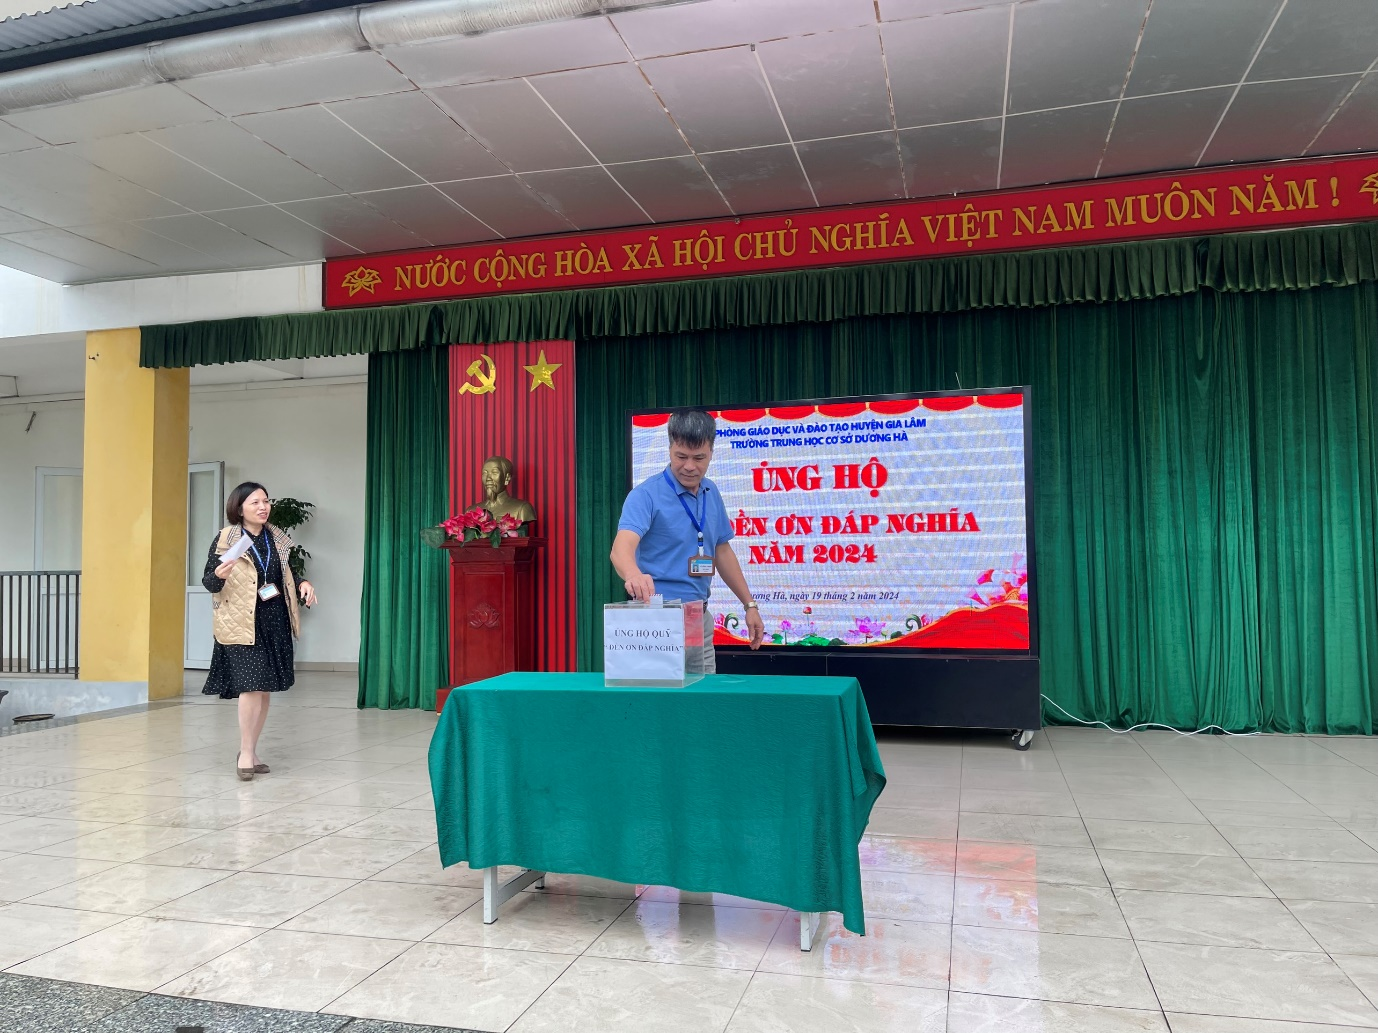 NƯỚC CỘNG HÒA XÃ HỘI CHỦ NGHĨA VIỆT NAM MUÔN NĂM !
PHÒNG GIÁO DỤC VÀ ĐÀO TẠO HUYỆN GIA LÂM
TRƯỜNG TRUNG HỌC CƠ SỞ DƯƠNG HÀ
ỦNG HỘ
ĐỀN ƠN ĐÁP NGHĨA
NĂM 2024
ương Hà, ngày 19 tháng 2 năm 2024
ỦNG HỘ QUỸ
" ĐỀN ƠN ĐÁP NGHĨA"